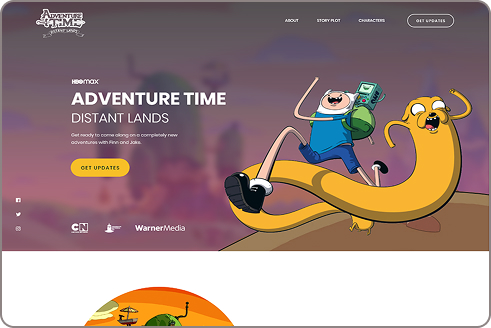 ADVENTURE
TIME
DISTANT LANDS
ABOUT
STORY PLOT
CHARACTERS
GET UPDATES
HBOmax
ADVENTURE TIME
DISTANT LANDS
Get ready to come along on a completely new
adventures with Finn and Jake.
GET UPDATES
CN
WarnerMedia